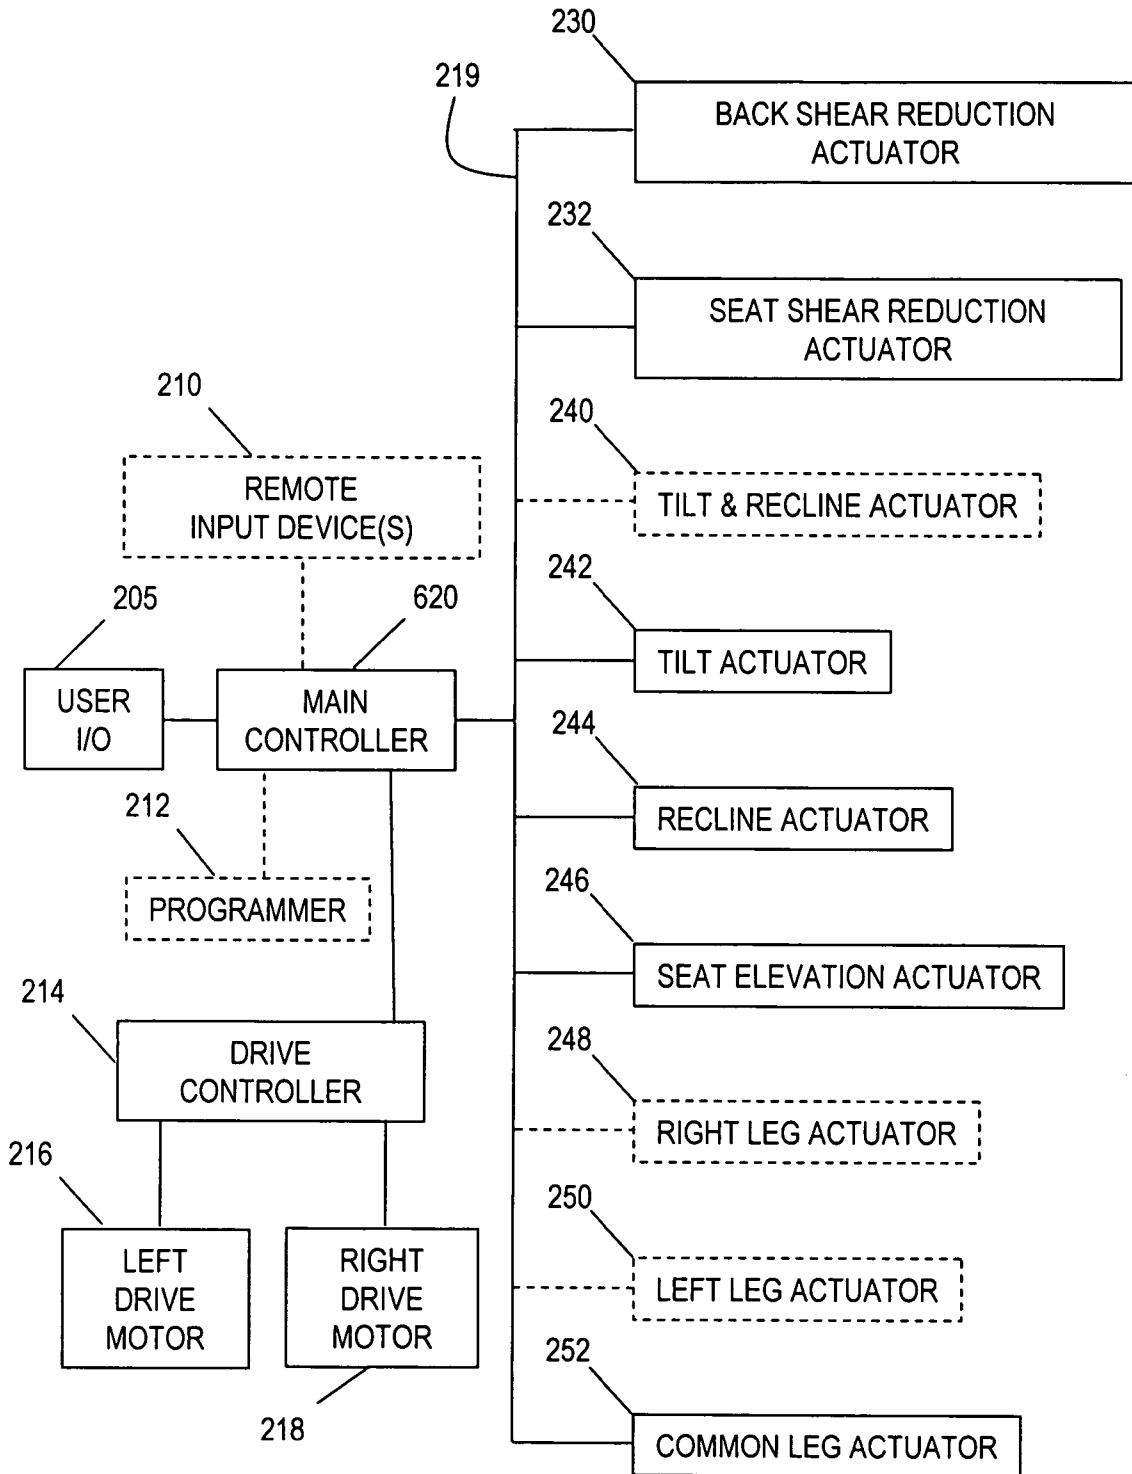 230
219
BACK SHEAR REDUCTION
ACTUATOR
232
SEAT SHEAR REDUCTION
ACTUATOR
210
240
REMOTE
INPUT DEVICE(S)
TILT & RECLINE ACTUATOR
242
205
620
TILT ACTUATOR
USER
I/O
MAIN
CONTROLLER
244
212
RECLINE ACTUATOR
PROGRAMMER
246
SEAT ELEVATION ACTUATOR
214
DRIVE
CONTROLLER
248
RIGHT LEG ACTUATOR
216
250
LEFT
DRIVE
MOTOR
RIGHT
DRIVE
MOTOR
LEFT LEG ACTUATOR
218
252
COMMON LEG ACTUATOR